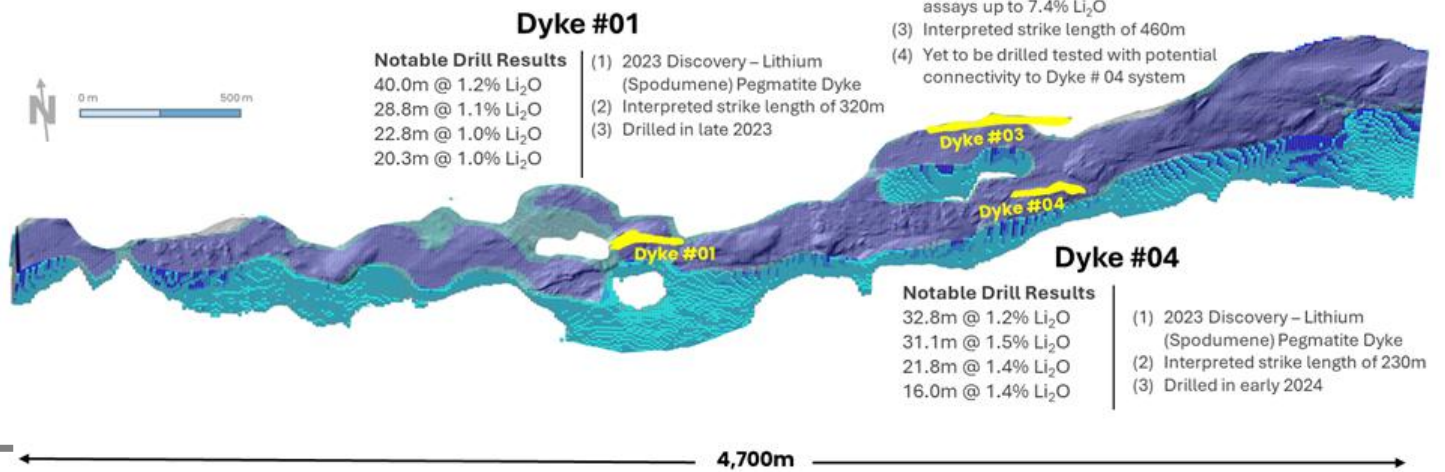 assays up to 7.4% Li₂O
(3) Interpreted strike length of 460m
(4) Yet to be drilled tested with potential
connectivity to Dyke # 04 system
Dyke #01
Notable Drill Results
40.0m @ 1.2% Li₂O
28.8m @ 1.1% Li₂O
22.8m @ 1.0% Li₂O
20.3m @ 1.0% Li₂O
(1) 2023 Discovery – Lithium
(Spodumene) Pegmatite Dyke
(2) Interpreted strike length of 320m
(3) Drilled in late 2023
N
0 m 500 m
Dyke #03
Dyke #04
Dyke #01
Dyke #04
Notable Drill Results
32.8m @ 1.2% Li₂O
31.1m @ 1.5% Li₂O
21.8m @ 1.4% Li₂O
16.0m @ 1.4% Li₂O
(1) 2023 Discovery – Lithium
(Spodumene) Pegmatite Dyke
(2) Interpreted strike length of 230m
(3) Drilled in early 2024
4,700m